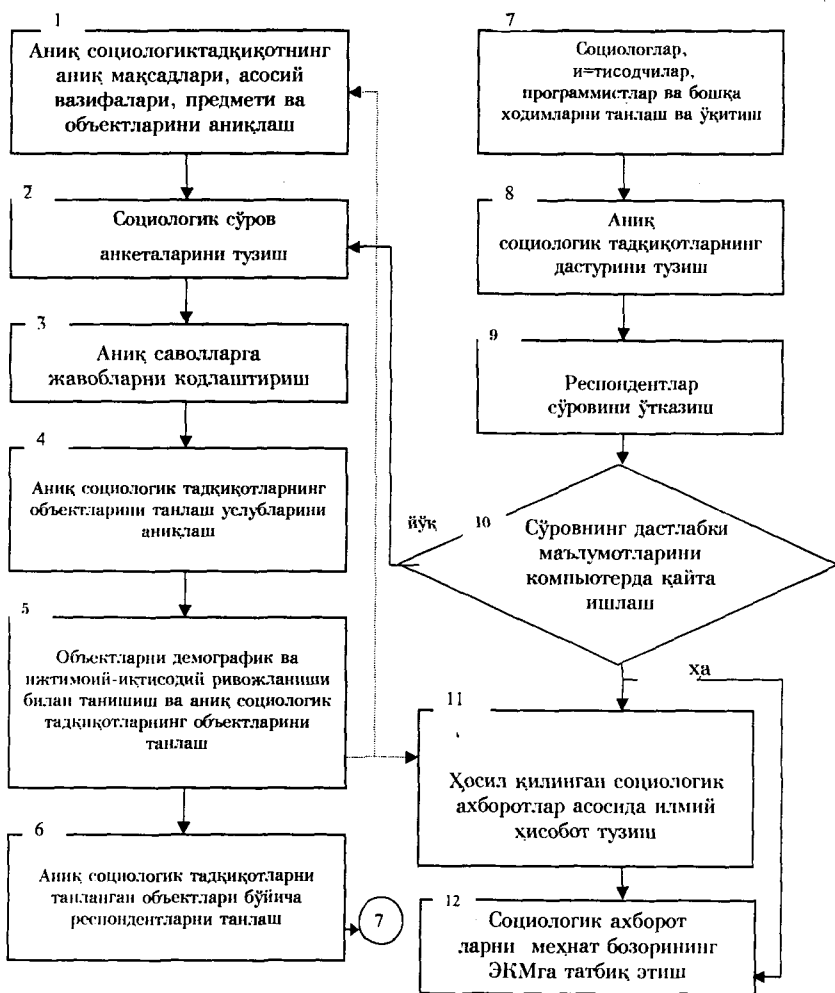 1
Аниқ социологиктадқиқотнинг
аниқ мақсадлари, асосий
вазифалари, предмети ва
объектларини аниқлаш
2
Социологик сўров
анкеталарини тузиш
3
Аниқ саволларга
жавобларни кодлаштириш
4
Аниқ социологик тадқиқотларнинг
объектларини танлаш услубларини
аниқлаш
5
Объектларни демографик ва
ижтимоий-иқтисодий ривожланиши
билан танишиш ва аниқ социологик
тадқиқотларнинг объектларини
танлаш
6
Аниқ социологик тадқиқотларни
танланган объектлари бўйича
респондентларни танлаш
7
7
Социологлар,
и=тисодчилар,
программистлар ва бошқа
ходимларни танлаш ва ўқитиш
8
Аниқ
социологик тадқиқотларнинг
дастурини тузиш
9
Респондентлар
сўровини ўтказиш
йўқ
10
Сўровнинг дастлабки
маълумотларини
компьютерда қайта
ишлаш
ҳа
11
Ҳосил қилинган социологик
ахборотлар асосида илмий
ҳисобот тузиш
12
Социологик ахборот
ларни меҳнат бозорининг
ЭКМга татбиқ этиш